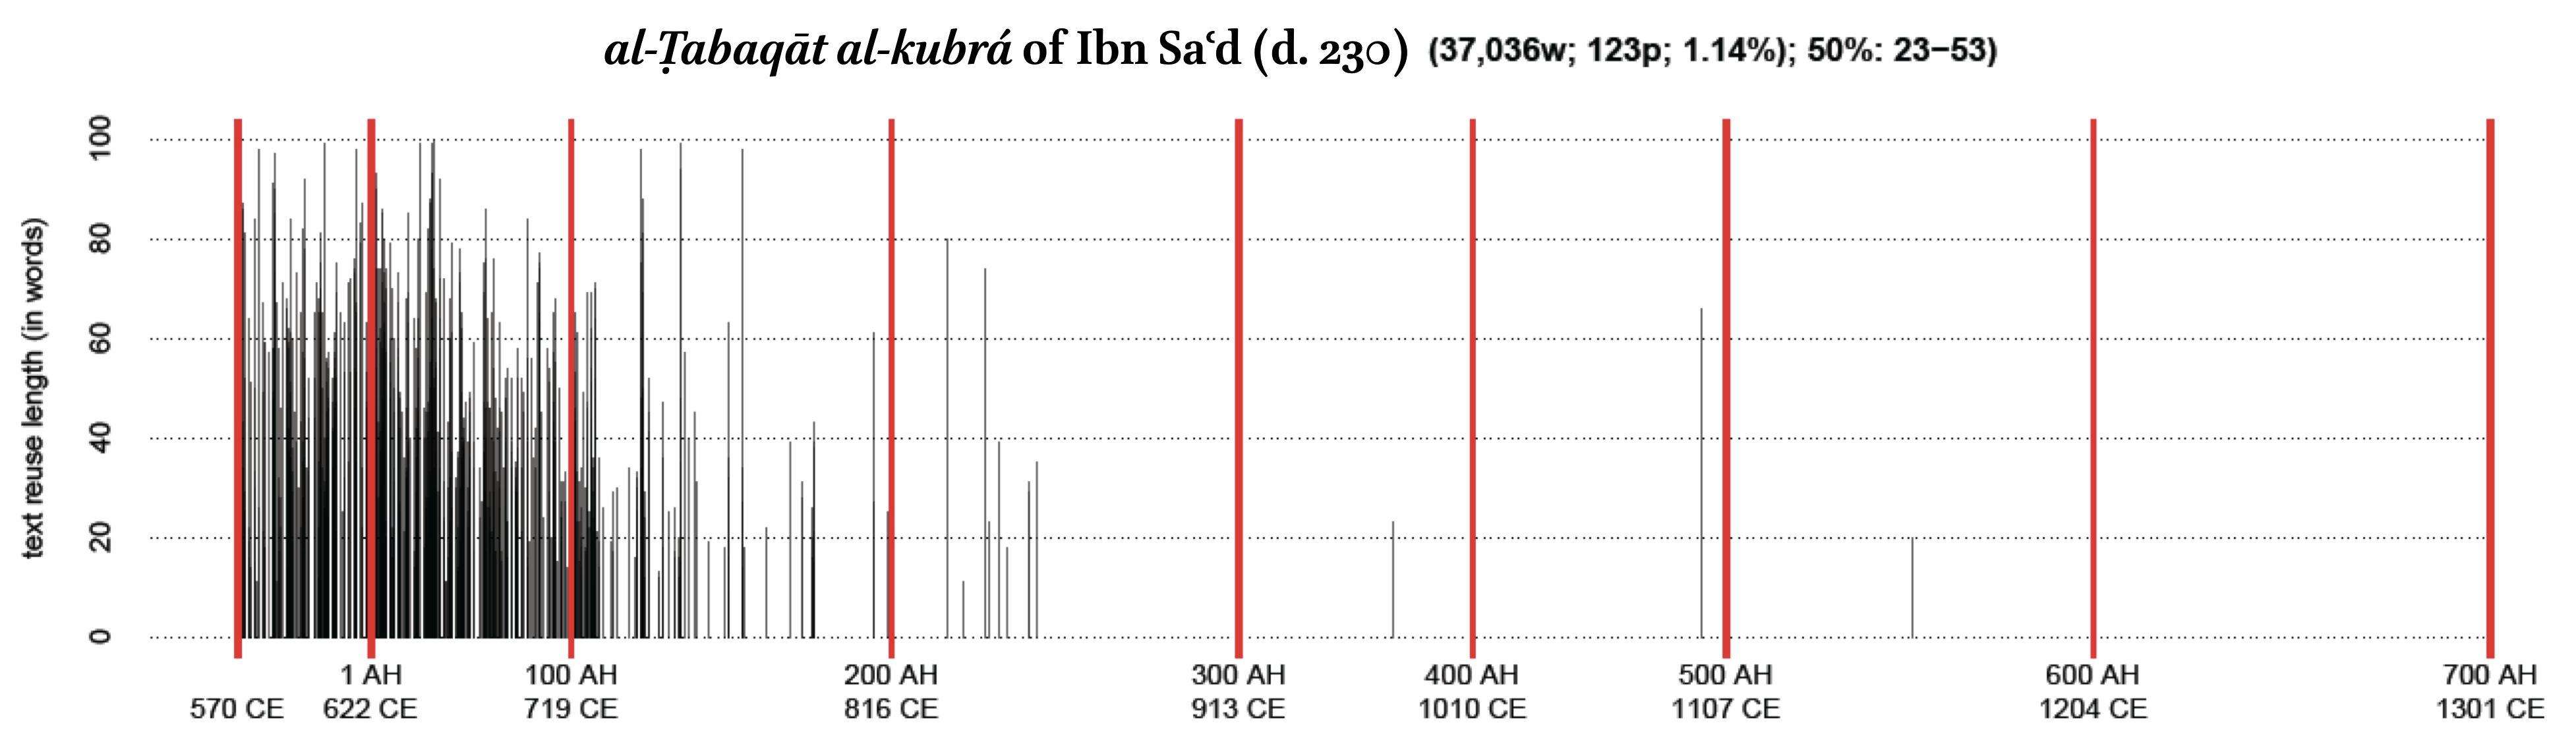 al-Ṭabaqāt al-kubrá of Ibn Saʿd (d. 230) (37,036w; 123p; 1.14%); 50%: 23−53)
text reuse length (in words)
100
80
60
40
20
0
1 AH 100 AH 200 AH 300 AH 400 AH 500 AH 600 AH 700 AH
570 CE 622 CE 719 CE 816 CE 913 CE 1010 CE 1107 CE 1204 CE 1301 CE